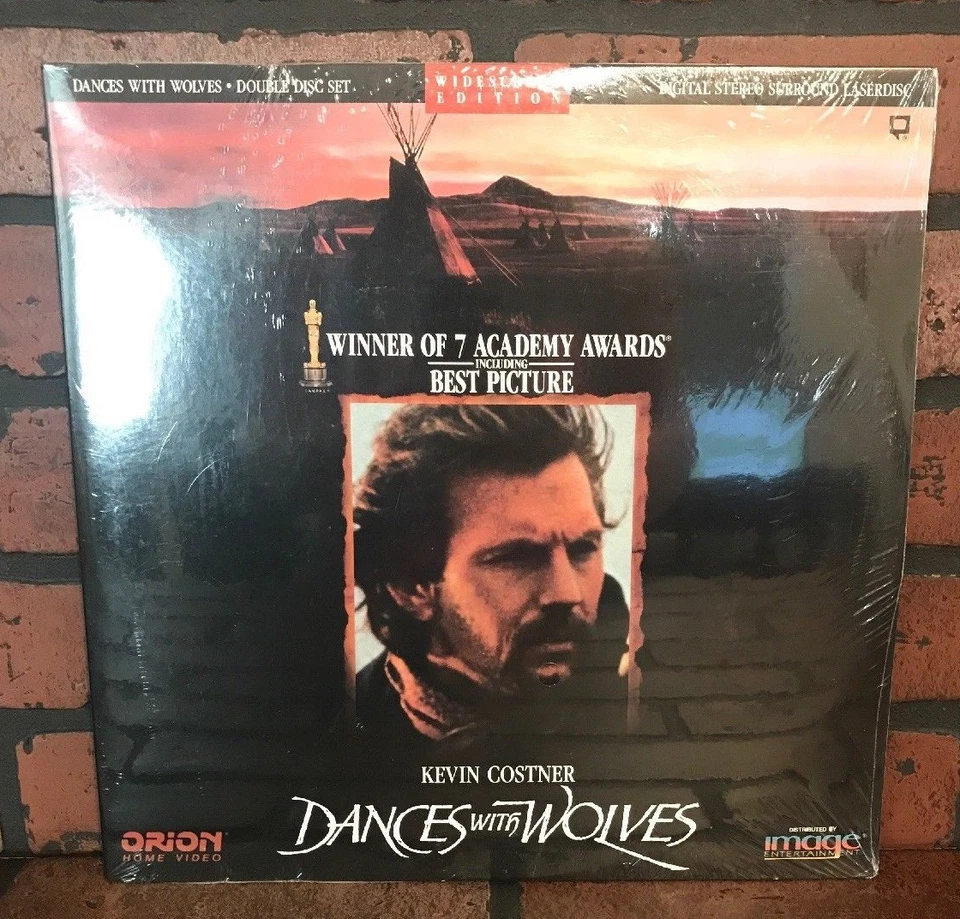 DANCES WITH WOLVES • DOUBLE DISC SET
WIDESCREEN
EDITION
DIGITAL STEREO SURROUND LASERDISC
WINNER OF 7 ACADEMY AWARDS®
INCLUDING
BEST PICTURE
KEVIN COSTNER
DANCES WITH WOLVES
ORION®
HOME VIDEO
DISTRIBUTED BY
image®
ENTERTAINMENT